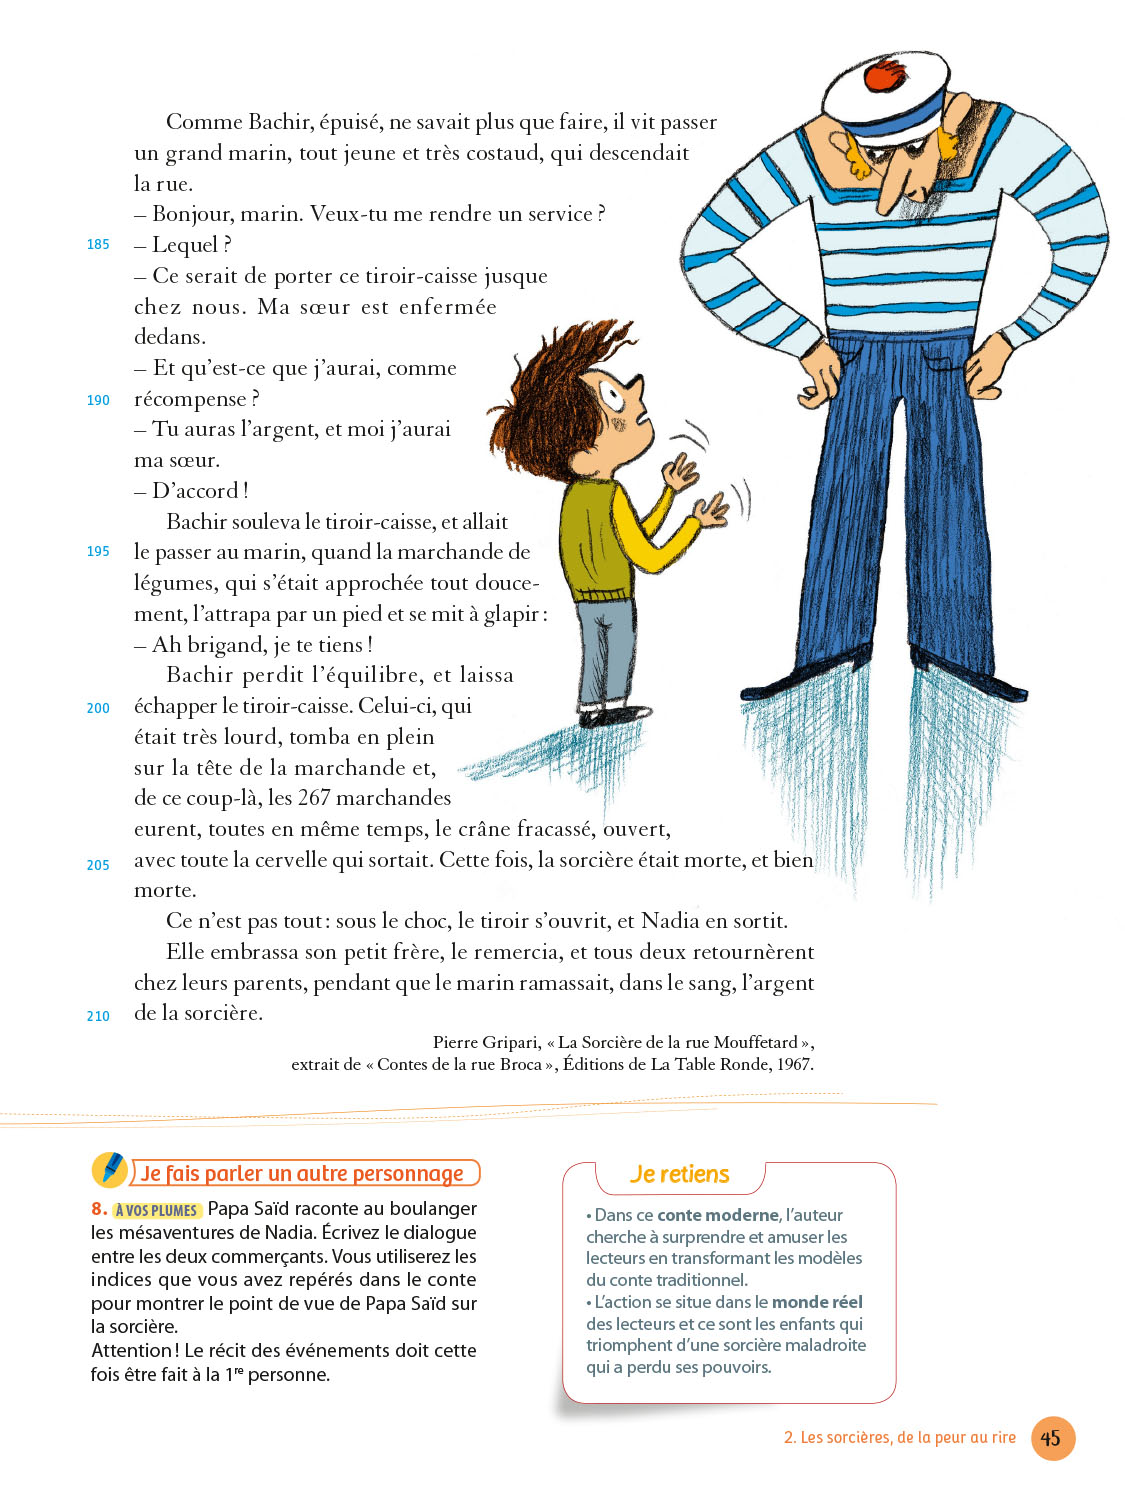 Comme Bachir, épuisé, ne savait plus que faire, il vit passer
un grand marin, tout jeune et très costaud, qui descendait
la rue.
– Bonjour, marin. Veux-tu me rendre un service ?
185 – Lequel ?
– Ce serait de porter ce tiroir-caisse jusque
chez nous. Ma sœur est enfermée
dedans.
– Et qu’est-ce que j’aurai, comme
190 récompense ?
– Tu auras l’argent, et moi j’aurai
ma sœur.
– D’accord !
Bachir souleva le tiroir-caisse, et allait
195 le passer au marin, quand la marchande de
légumes, qui s’était approchée tout douce-
ment, l’attrapa par un pied et se mit à glapir :
– Ah brigand, je te tiens !
Bachir perdit l’équilibre, et laissa
200 échapper le tiroir-caisse. Celui-ci, qui
était très lourd, tomba en plein
sur la tête de la marchande et,
de ce coup-là, les 267 marchandes
eurent, toutes en même temps, le crâne fracassé, ouvert,
205 avec toute la cervelle qui sortait. Cette fois, la sorcière était morte, et bien
morte.
Ce n’est pas tout : sous le choc, le tiroir s’ouvrit, et Nadia en sortit.
Elle embrassa son petit frère, le remercia, et tous deux retournèrent
chez leurs parents, pendant que le marin ramassait, dans le sang, l’argent
210 de la sorcière.
Pierre Gripari, « La Sorcière de la rue Mouffetard »,
extrait de « Contes de la rue Broca », Éditions de La Table Ronde, 1967.
Je fais parler un autre personnage
8. À VOS PLUMES Papa Saïd raconte au boulanger
les mésaventures de Nadia. Écrivez le dialogue
entre les deux commerçants. Vous utiliserez les
indices que vous avez repérés dans le conte
pour montrer le point de vue de Papa Saïd sur
la sorcière.
Attention ! Le récit des événements doit cette
fois être fait à la 1re personne.
Je retiens
• Dans ce conte moderne, l’auteur
cherche à surprendre et amuser les
lecteurs en transformant les modèles
du conte traditionnel.
• L’action se situe dans le monde réel
des lecteurs et ce sont les enfants qui
triomphent d’une sorcière maladroite
qui a perdu ses pouvoirs.
2. Les sorcières, de la peur au rire 45